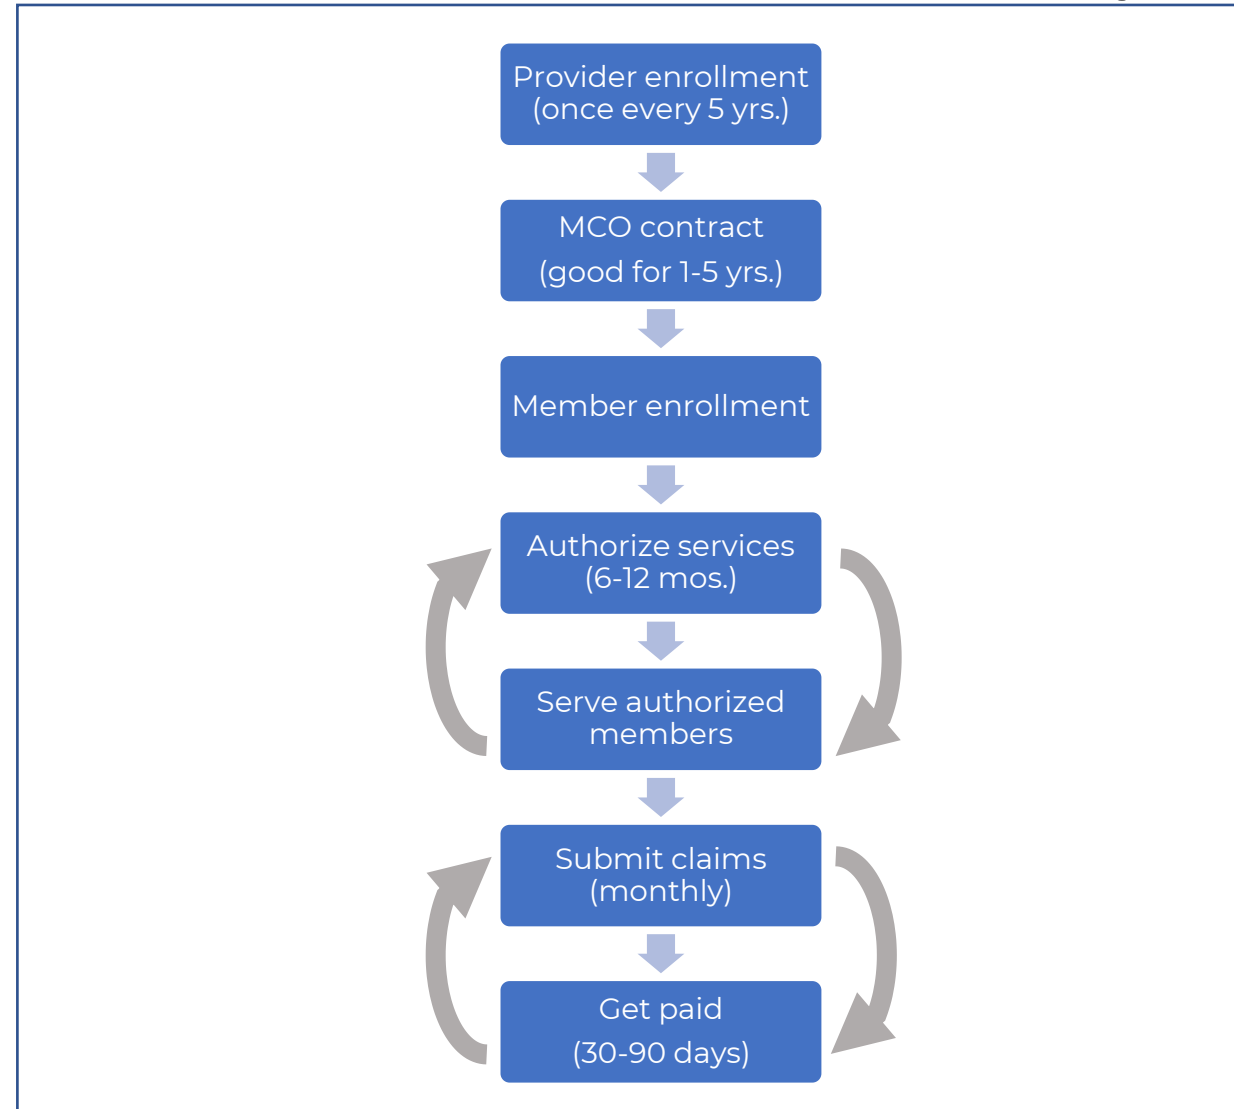 Provider enrollment
(once every 5 yrs.)
MCO contract
(good for 1-5 yrs.)
Member enrollment
Authorize services
(6-12 mos.)
Serve authorized
members
Submit claims
(monthly)
Get paid
(30-90 days)